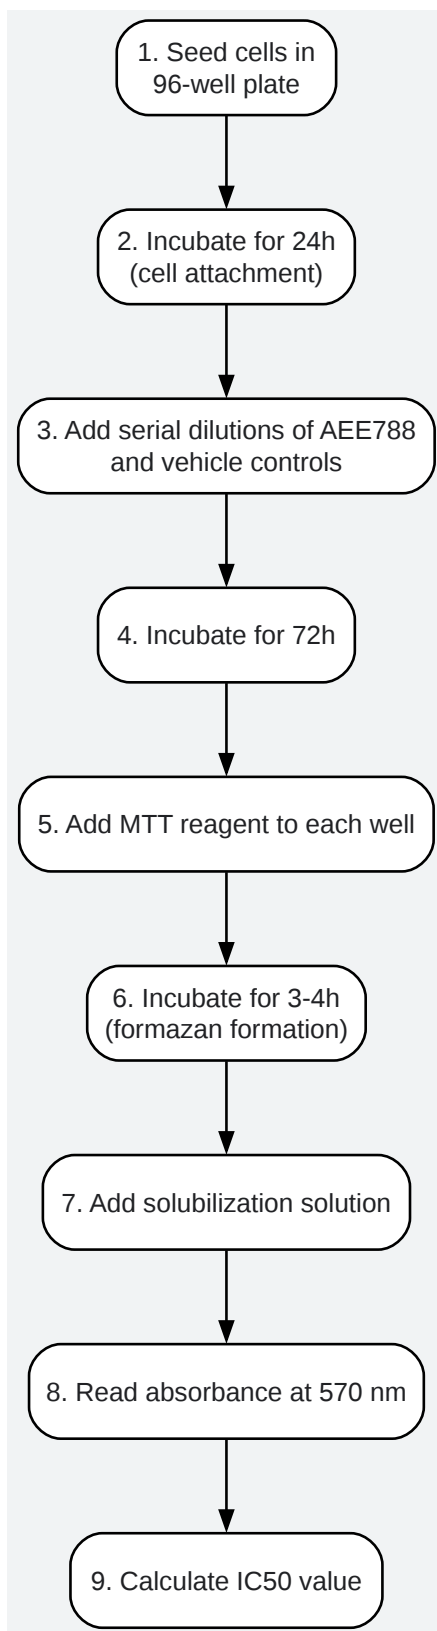 1. Seed cells in
96-well plate
2. Incubate for 24h
(cell attachment)
3. Add serial dilutions of AEE788
and vehicle controls
4. Incubate for 72h
5. Add MTT reagent to each well
6. Incubate for 3-4h
(formazan formation)
7. Add solubilization solution
8. Read absorbance at 570 nm
9. Calculate IC50 value